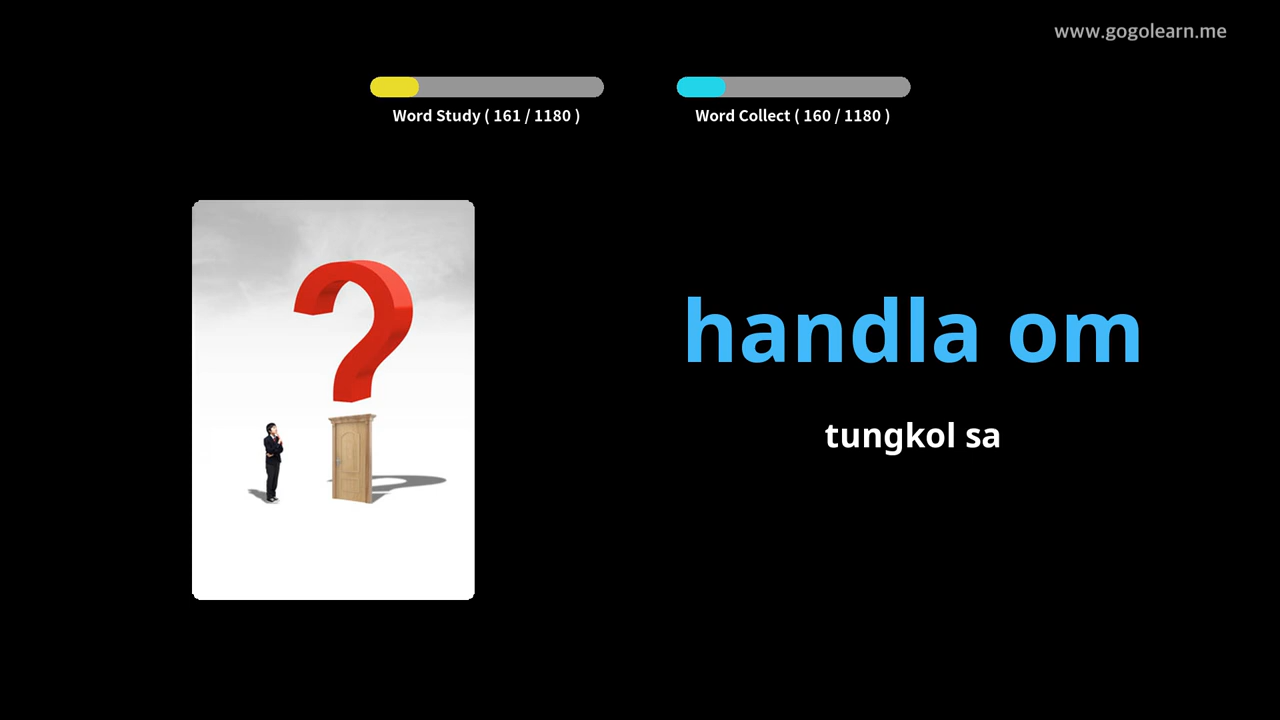 www.gogolearn.me
Word Study ( 161 / 1180 )
Word Collect ( 160 / 1180 )
handla om
tungkol sa